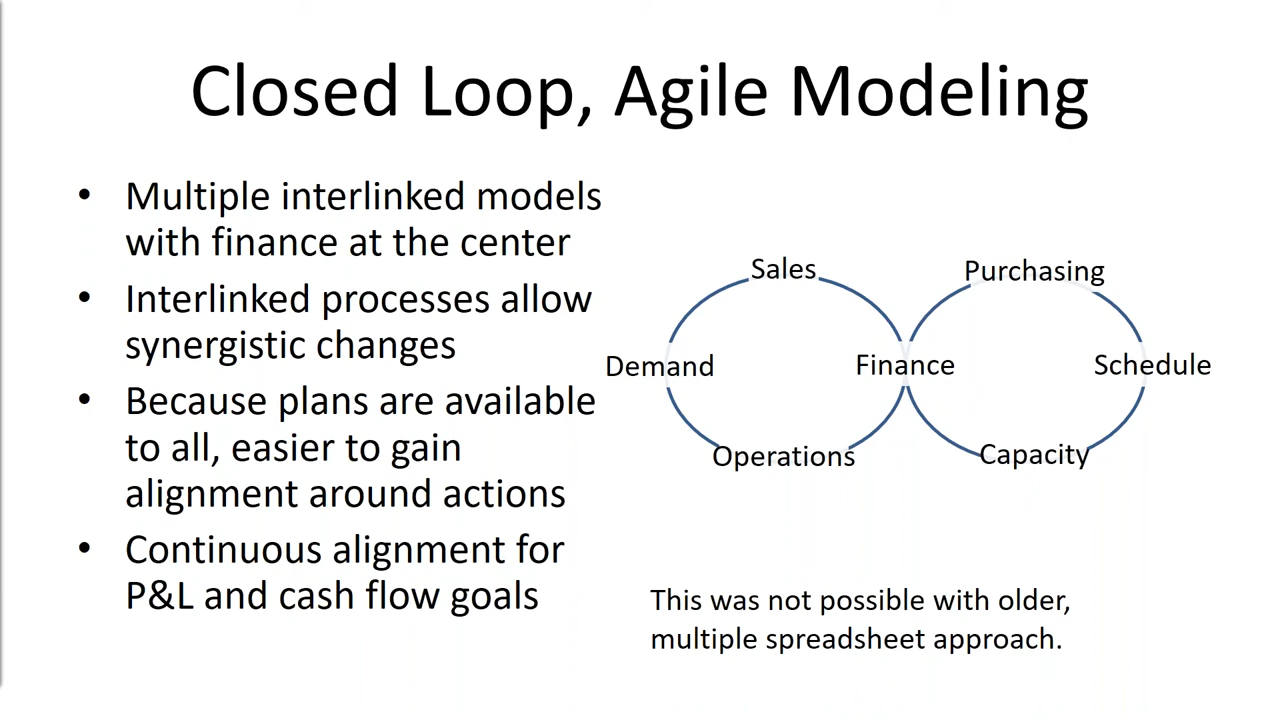 Closed Loop, Agile Modeling
• Multiple interlinked models
with finance at the center
• Interlinked processes allow
synergistic changes
• Because plans are available
to all, easier to gain
alignment around actions
• Continuous alignment for
P&L and cash flow goals
Sales
Purchasing
Demand
Finance
Schedule
Operations
Capacity
This was not possible with older,
multiple spreadsheet approach.